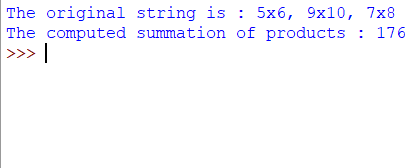 The original string is : 5x6, 9x10, 7x8
The computed summation of products : 176
>>>